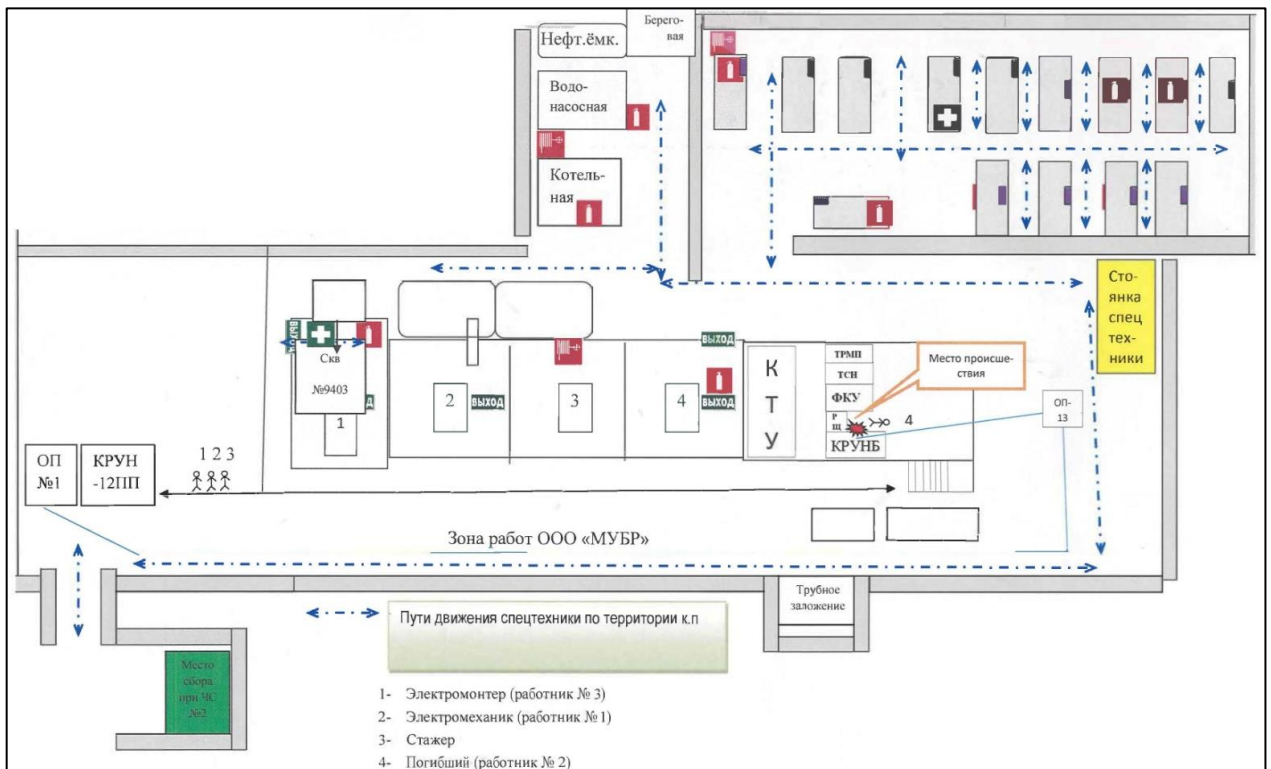 Берего-
вая
Нефт.ёмк.
Водо-
насосная
Котель-
ная
Сто-
янка
спец
тех-
ники
ВЫХОД
ВЫХОД
Скв
№9403
1
2
ВЫХОД
3
4
ВЫХОД
К
Т
У
ТРМП
ТСН
ФКУ
Р
Щ
КРУНБ
Место происше-
ствия
4
ОП-
13
ОП
№1
КРУН
-12ПП
1 2 3
Зона работ ООО «МУБР»
Трубное
заложение
Пути движения спецтехники по территории к.п
Место
сбора
при ЧС
№2
1- Электромонтер (работник № 3)
2- Электромеханик (работник № 1)
3- Стажер
4- Погибший (работник № 2)